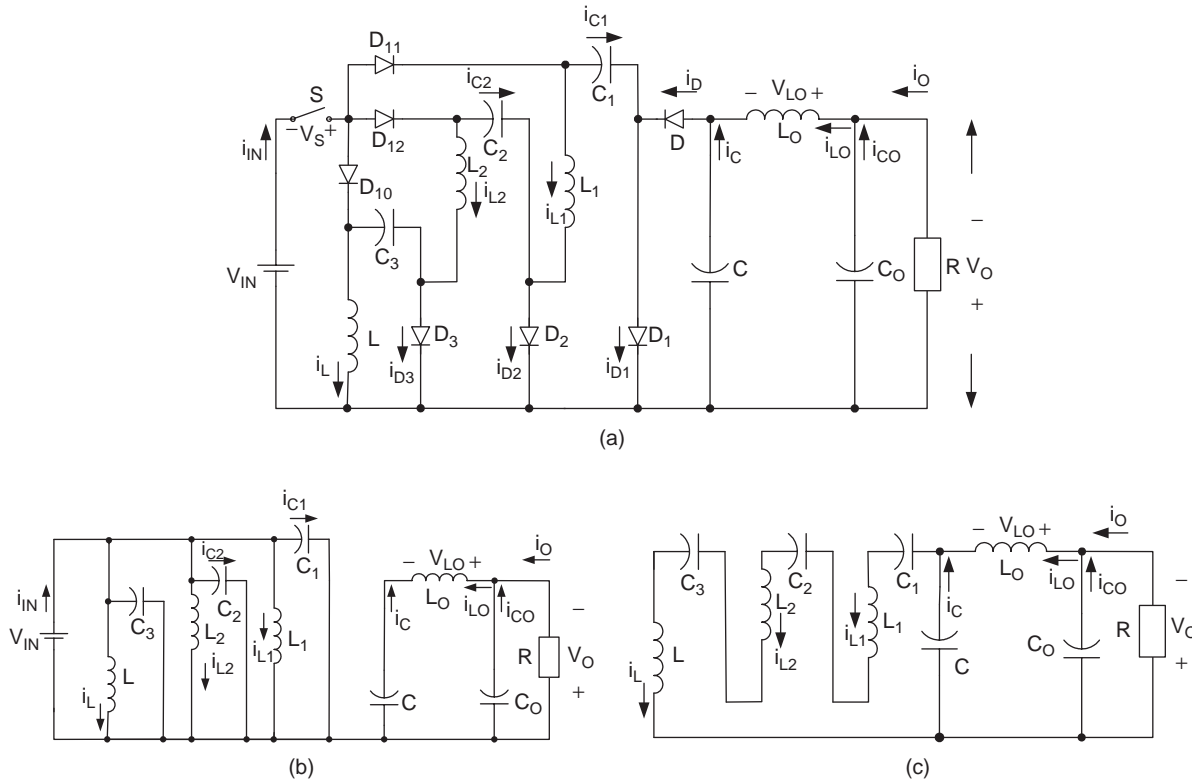 i_C1
D_11
i_C2
C_1
i_D
- V_LO +
i_O
S
-V_S+
D_12
C_2
D
L_O
i_LO
i_CO
i_IN
i_C
L_2
i_L2
L_1
i_L1
D_10
C_3
V_IN
C
C_O
R
V_O
−
+
L
i_L
D_3
i_D3
D_2
i_D2
D_1
i_D1
(a)
i_C1
C_1
i_C2
C_2
i_IN
V_IN
C_3
L_2
i_L2
L_1
i_L1
L
i_L
- V_LO +
L_O
i_O
i_C
i_LO
i_CO
−
R
V_O
+
C
C_O
(b)
C_3
C_2
C_1
L_2
i_L2
L_1
i_L1
L
i_L
- V_LO +
L_O
i_O
i_C
i_LO
i_CO
−
R
V_O
+
C
C_O
(c)